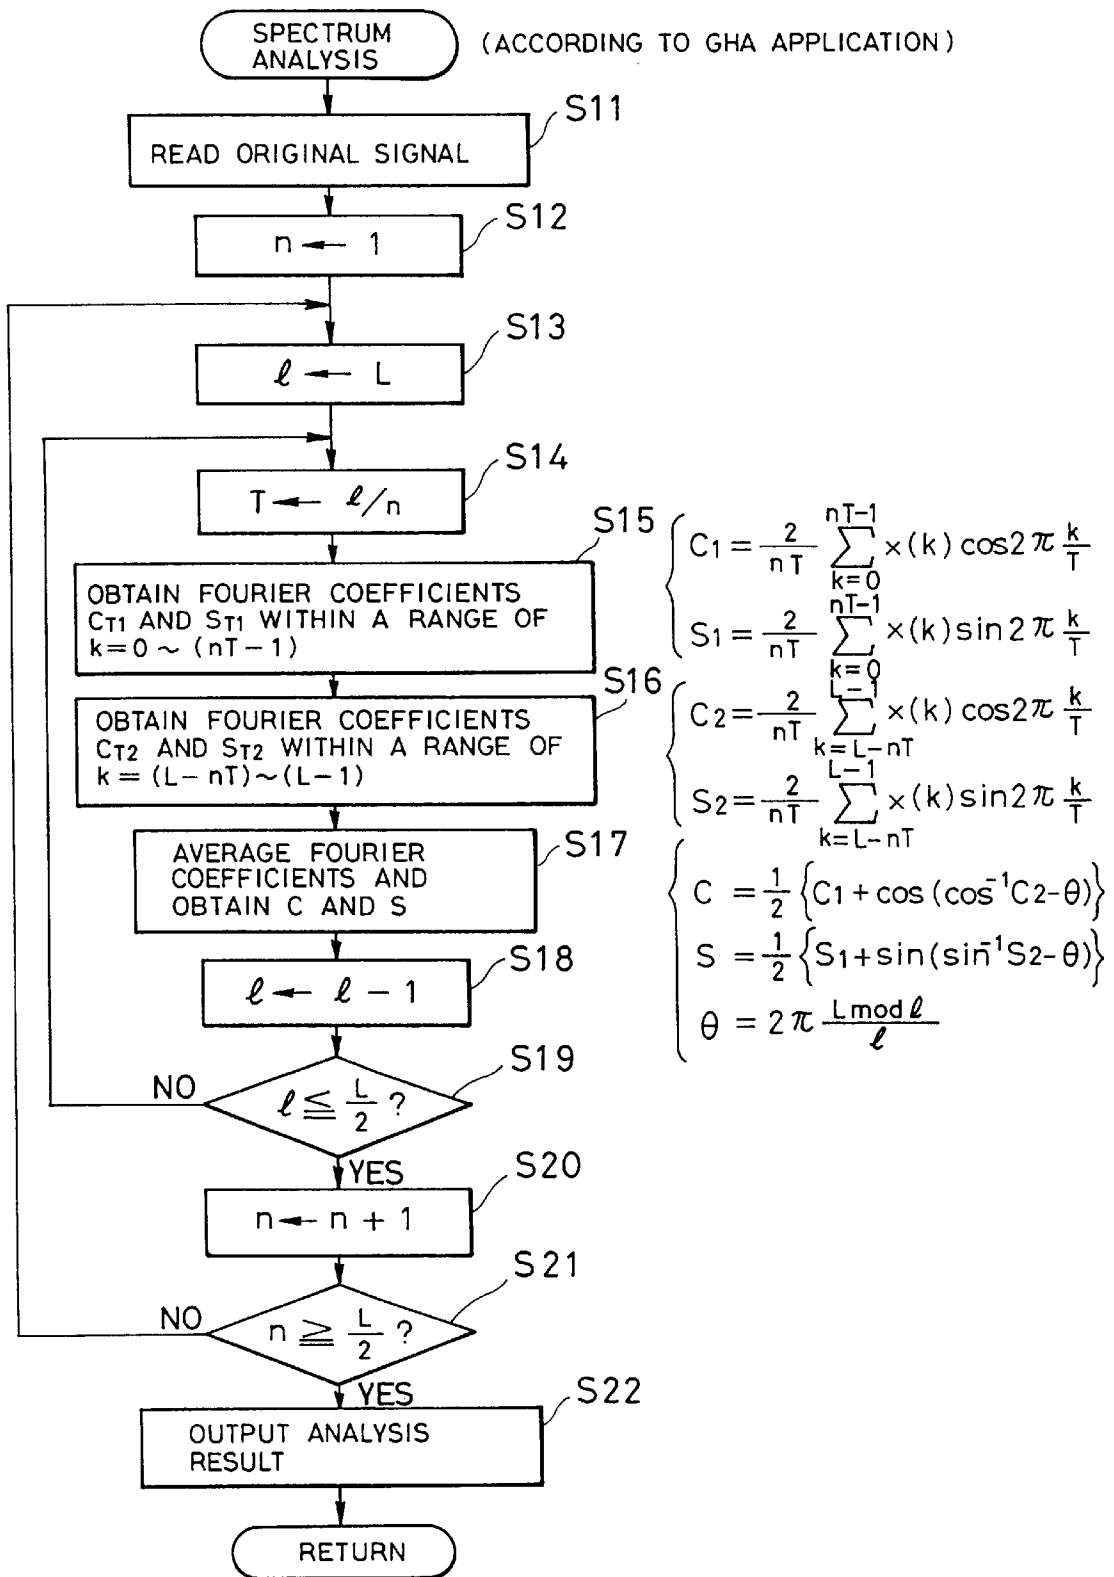 SPECTRUM
ANALYSIS
(ACCORDING TO GHA APPLICATION)
S11
READ ORIGINAL SIGNAL
S12
n ← 1
S13
ℓ ← L
S14
T ← ℓ/n
S15
OBTAIN FOURIER COEFFICIENTS
CT1 AND ST1 WITHIN A RANGE OF
k=0 ~ (nT-1)
C1 = 2/nT nT-1 ∑ k=0 ×(k) cos2π k/T
S1 = 2/nT nT-1 ∑ k=0 ×(k) sin2π k/T
S16
OBTAIN FOURIER COEFFICIENTS
CT2 AND ST2 WITHIN A RANGE OF
k = (L-nT)~(L-1)
C2 = 2/nT L-1 ∑ k=L-nT ×(k) cos2π k/T
S2 = 2/nT L-1 ∑ k=L-nT ×(k) sin2π k/T
S17
AVERAGE FOURIER
COEFFICIENTS AND
OBTAIN C AND S
C = 1/2 {C1 + cos (cos⁻¹C2-θ)}
S = 1/2 {S1 + sin(sin⁻¹S2-θ)}
θ = 2π L mod ℓ/ℓ
S18
ℓ ← ℓ - 1
S19
ℓ ≦ L/2 ?
NO
YES
S20
n ← n + 1
S21
n ≧ L/2 ?
NO
YES
S22
OUTPUT ANALYSIS
RESULT
RETURN